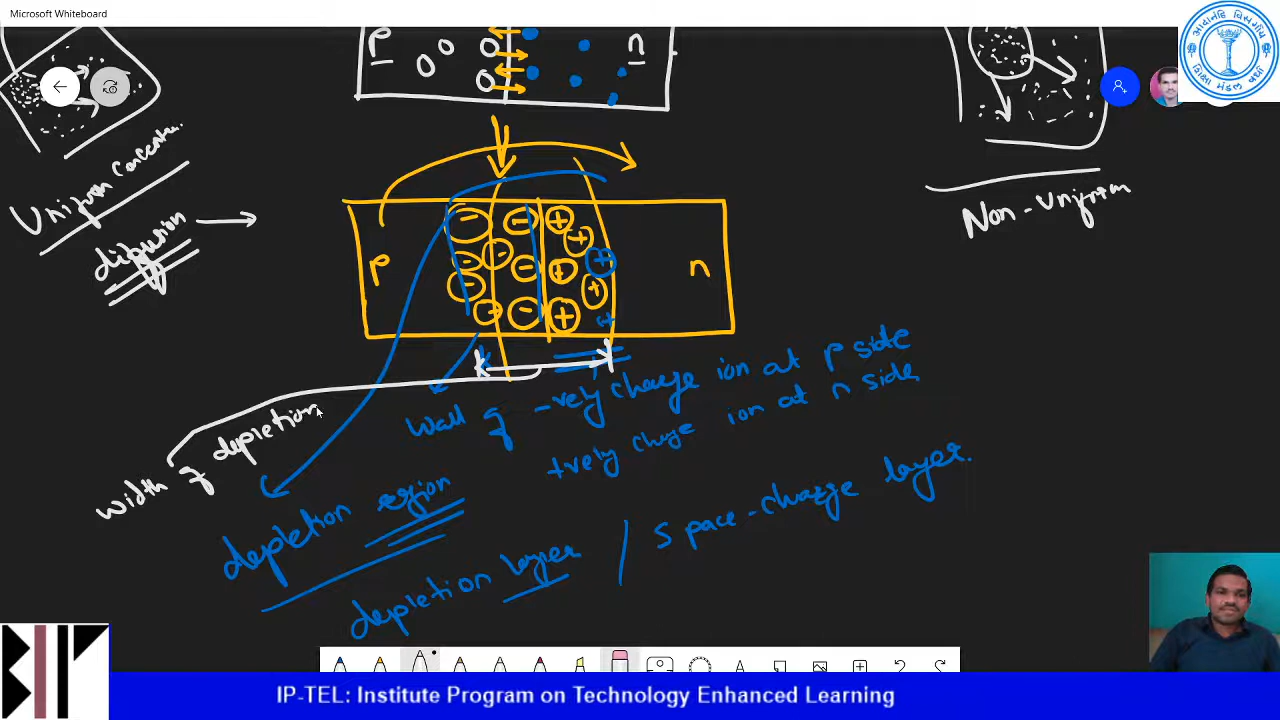 Microsoft Whiteboard
p n
Uniform
diffusion
Non-Uniform
p n
- - + +
- - - + +
- - - + +
- - + +
Wall of -vely charge ion at p side
+vely charge ion at n side
width of depletion
depletion region
depletion layer / space-charge layer.
IP-TEL: Institute Program on Technology Enhanced Learning